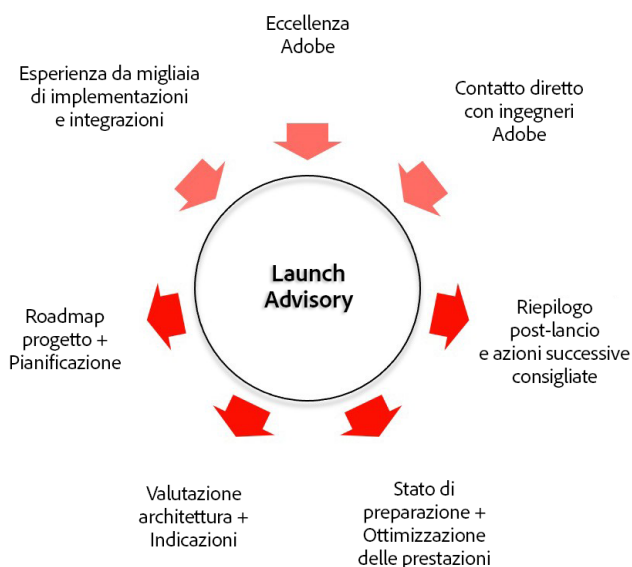 Eccellenza
Adobe
Esperienza da migliaia
di implementazioni
e integrazioni
Contatto diretto
con ingegneri
Adobe
Launch
Advisory
Roadmap
progetto +
Pianificazione
Riepilogo
post-lancio
e azioni successive
consigliate
Valutazione
architettura +
Indicazioni
Stato di
preparazione +
Ottimizzazione
delle prestazioni